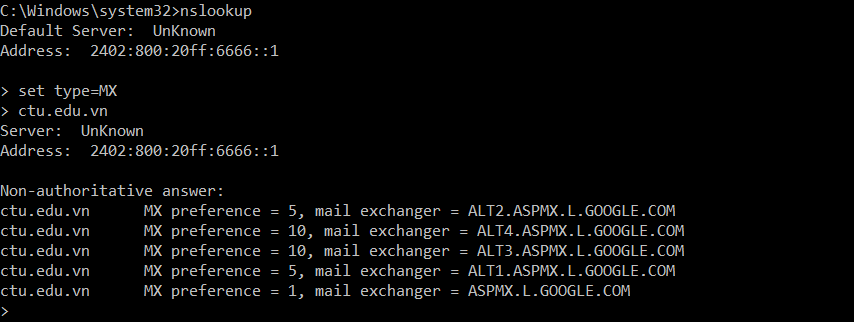 C:\Windows\system32>nslookup
Default Server:  UnKnown
Address:  2402:800:20ff:6666::1

> set type=MX
> ctu.edu.vn
Server:  UnKnown
Address:  2402:800:20ff:6666::1

Non-authoritative answer:
ctu.edu.vn      MX preference = 5, mail exchanger = ALT2.ASPMX.L.GOOGLE.COM
ctu.edu.vn      MX preference = 10, mail exchanger = ALT4.ASPMX.L.GOOGLE.COM
ctu.edu.vn      MX preference = 10, mail exchanger = ALT3.ASPMX.L.GOOGLE.COM
ctu.edu.vn      MX preference = 5, mail exchanger = ALT1.ASPMX.L.GOOGLE.COM
ctu.edu.vn      MX preference = 1, mail exchanger = ASPMX.L.GOOGLE.COM
>